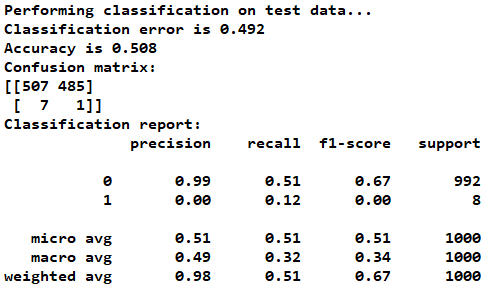 Performing classification on test data...
Classification error is 0.492
Accuracy is 0.508
Confusion matrix:
[[507 485]
 [  7   1]]
Classification report:
              precision    recall  f1-score   support

           0       0.99      0.51      0.67       992
           1       0.00      0.12      0.00         8

   micro avg       0.51      0.51      0.51      1000
   macro avg       0.49      0.32      0.34      1000
weighted avg       0.98      0.51      0.67      1000